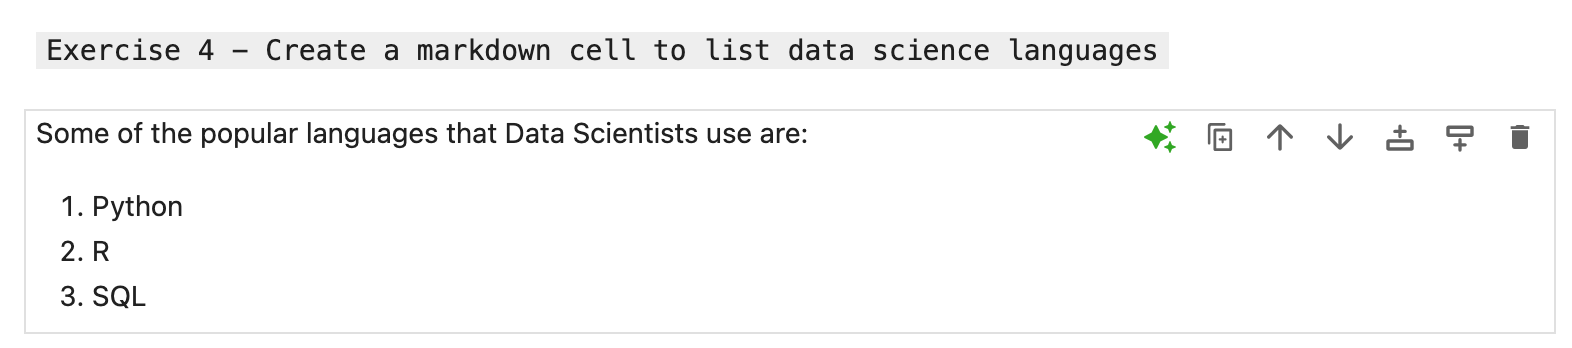 Exercise 4 - Create a markdown cell to list data science languages
Some of the popular languages that Data Scientists use are:
1. Python
2. R
3. SQL